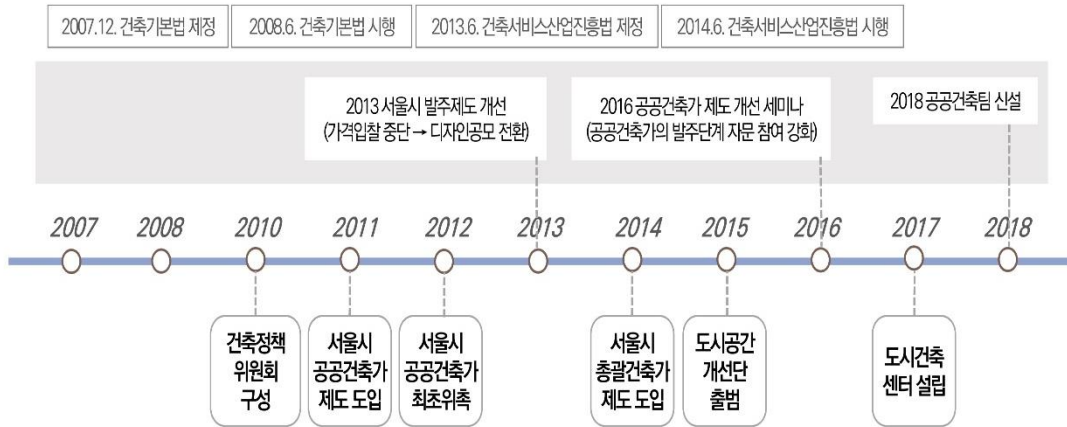 2007.12. 건축기본법 제정
2008.6. 건축기본법 시행
2013.6. 건축서비스산업진흥법 제정
2014.6. 건축서비스산업진흥법 시행
2013 서울시 발주제도 개선
(가격입찰 중단 → 디자인공모 전환)
2016 공공건축가 제도 개선 세미나
(공공건축가의 발주단계 자문 참여 강화)
2018 공공건축팀 신설
2007
2008
2010
2011
2012
2013
2014
2015
2016
2017
2018
건축정책
위원회
구성
서울시
공공건축가
제도 도입
서울시
공공건축가
최초위촉
서울시
총괄건축가
제도 도입
도시공간
개선단
출범
도시건축
센터 설립